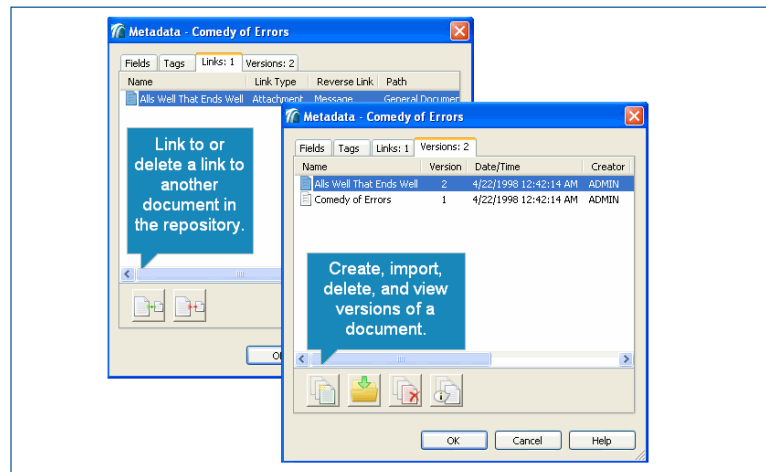 Metadata - Comedy of Errors
Fields Tags Links: 1 Versions: 2
Name Link Type Reverse Link Path
Alls Well That Ends Well Attachment Message General Documen
Link to or
delete a link to
another
document in
the repository.
Metadata - Comedy of Errors
Fields Tags Links: 1 Versions: 2
Name Version Date/Time Creator
Alls Well That Ends Well 2 4/22/1998 12:42:14 AM ADMIN
Comedy of Errors 1 4/22/1998 12:42:14 AM ADMIN
Create, import,
delete, and view
versions of a
document.
OK Cancel Help